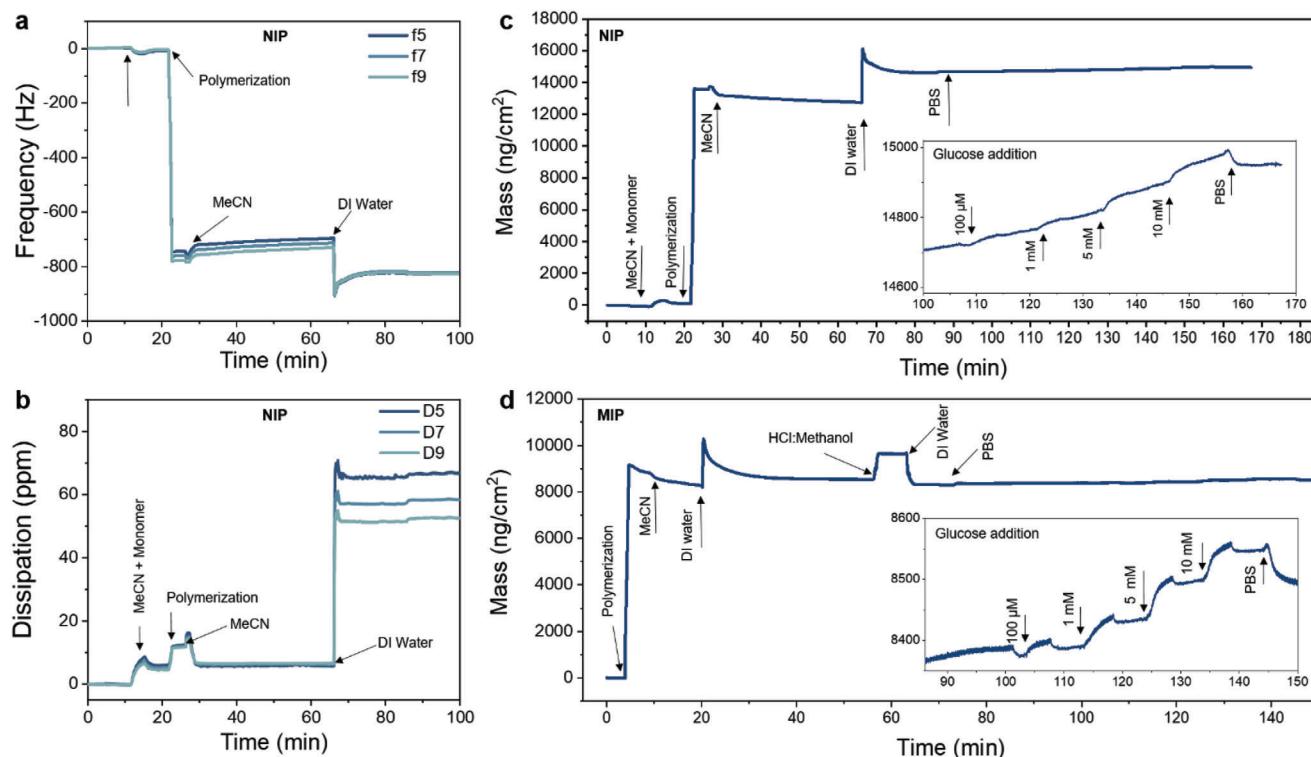 a
NIP
f5
f7
f9
Polymerization
MeCN
DI Water
0
-200
-400
-600
-800
-1000
Frequency (Hz)
0 20 40 60 80 100
Time (min)
b
NIP
D5
D7
D9
MeCN + Monomer
Polymerization
MeCN
DI Water
80
60
40
20
0
Dissipation (ppm)
0 20 40 60 80 100
Time (min)
c
NIP
18000
16000
14000
12000
10000
8000
6000
4000
2000
0
Mass (ng/cm²)
MeCN + Monomer
Polymerization
MeCN
DI water
PBS
Glucose addition
15000
14800
14600
100 µM
1 mM
5 mM
10 mM
PBS
100 110 120 130 140 150 160 170
0 10 20 30 40 50 60 70 80 90 100 110 120 130 140 150 160 170 180
Time (min)
d
MIP
12000
10000
8000
6000
4000
2000
0
Mass (ng/cm²)
Polymerization
MeCN
DI water
HCl:Methanol
DI Water
PBS
Glucose addition
8600
8500
8400
100 µM
1 mM
5 mM
10 mM
PBS
90 100 110 120 130 140 150
0 20 40 60 80 100 120 140
Time (min)